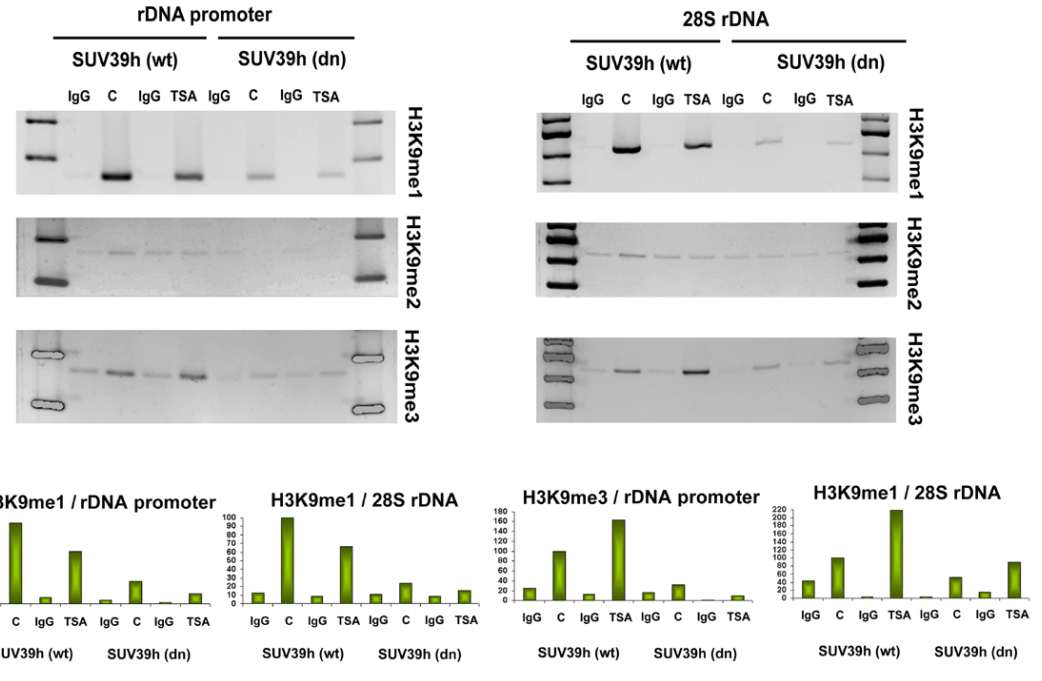 rDNA promoter
SUV39h (wt) SUV39h (dn)
IgG C IgG TSA IgG C IgG TSA
H3K9me1
H3K9me2
H3K9me3
28S rDNA
SUV39h (wt) SUV39h (dn)
IgG C IgG TSA IgG C IgG TSA
H3K9me1
H3K9me2
H3K9me3
3K9me1 / rDNA promoter
C IgG TSA IgG C IgG TSA
UV39h (wt) SUV39h (dn)
H3K9me1 / 28S rDNA
100
90
80
70
60
50
40
30
20
10
0
IgG C IgG TSA IgG C IgG TSA
SUV39h (wt) SUV39h (dn)
H3K9me3 / rDNA promoter
180
160
140
120
100
80
60
40
20
0
IgG C IgG TSA IgG C IgG TSA
SUV39h (wt) SUV39h (dn)
H3K9me1 / 28S rDNA
220
200
180
160
140
120
100
80
60
40
20
0
IgG C IgG TSA IgG C IgG TSA
SUV39h (wt) SUV39h (dn)